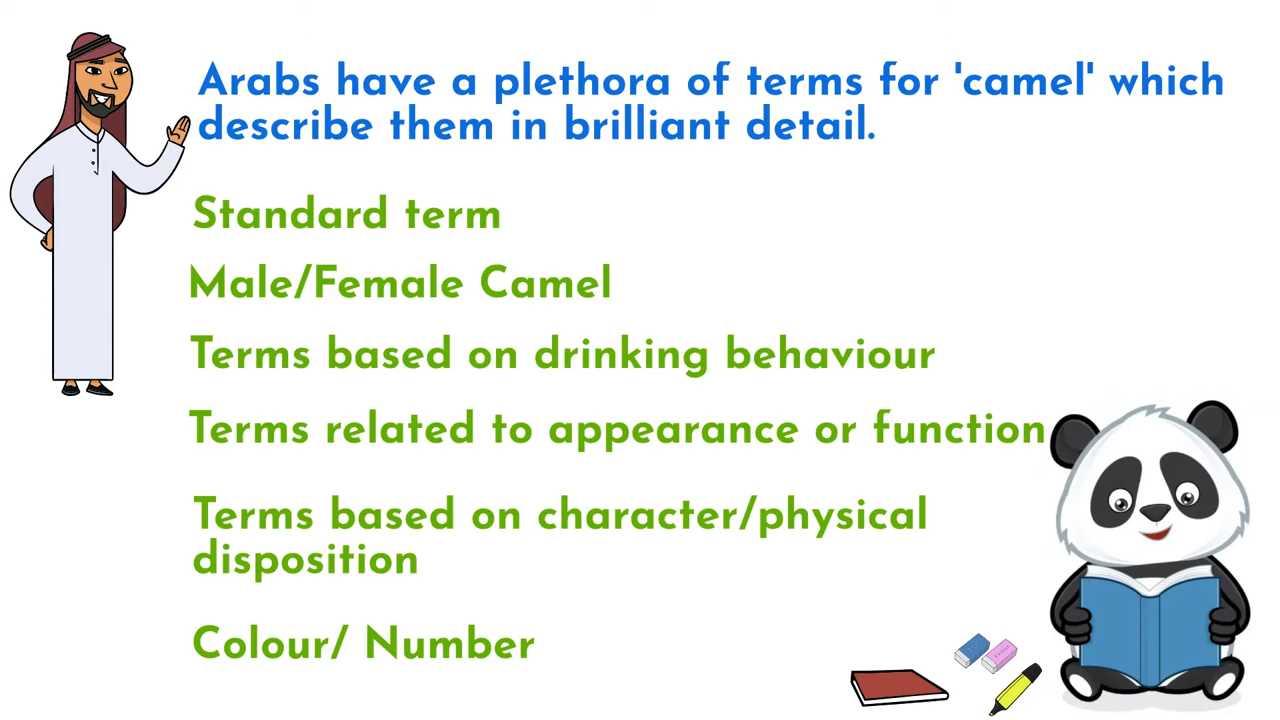 Arabs have a plethora of terms for 'camel' which
describe them in brilliant detail.
Standard term
Male/Female Camel
Terms based on drinking behaviour
Terms related to appearance or function
Terms based on character/physical
disposition
Colour/ Number